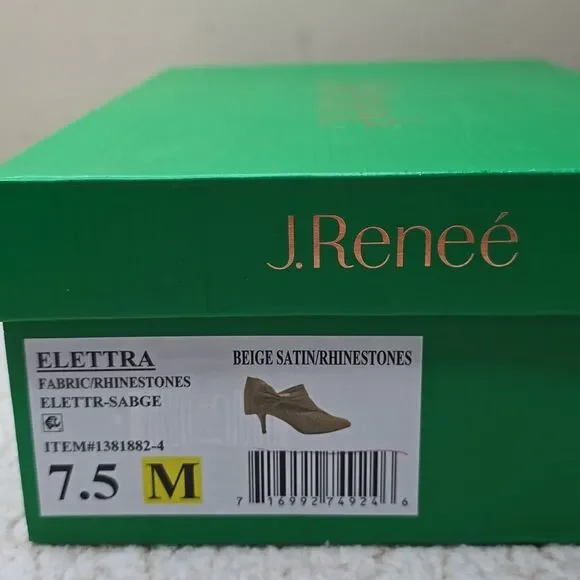 J.Reneé
ELETTRA
BEIGE SATIN/RHINESTONES
FABRIC/RHINESTONES
ELETTR-SABGE
ITEM#1381882-4
7.5 M
7 16992 74924 6